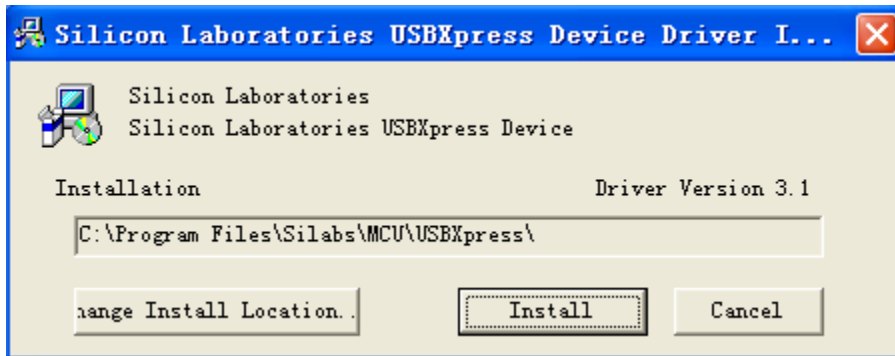 Silicon Laboratories USBXpress Device Driver I...
Silicon Laboratories
Silicon Laboratories USBXpress Device
Installation Driver Version 3.1
C:\Program Files\Silabs\MCU\USBXpress\
hange Install Location.. Install Cancel